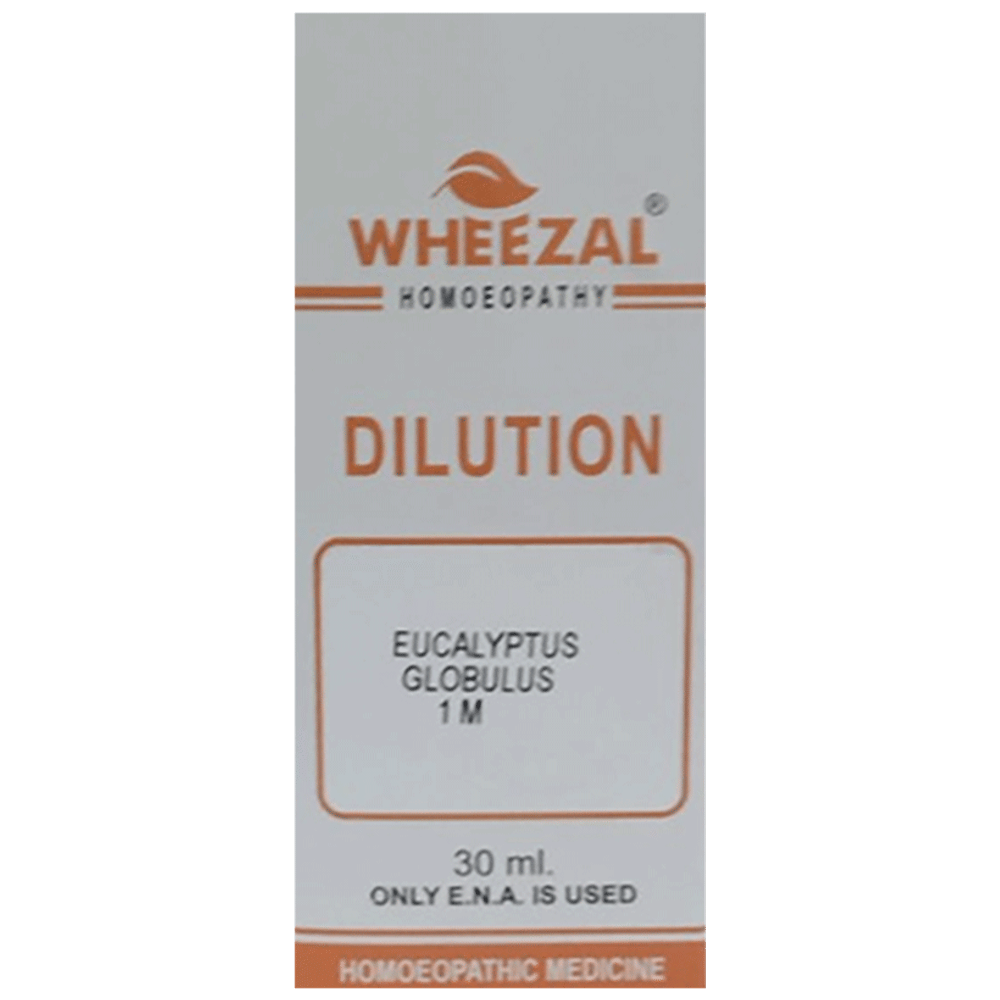 WHEEZAL®
HOMOEOPATHY
DILUTION
EUCALYPTUS
GLOBULUS
1 M
30 ml.
ONLY E.N.A. IS USED
HOMOEOPATHIC MEDICINE